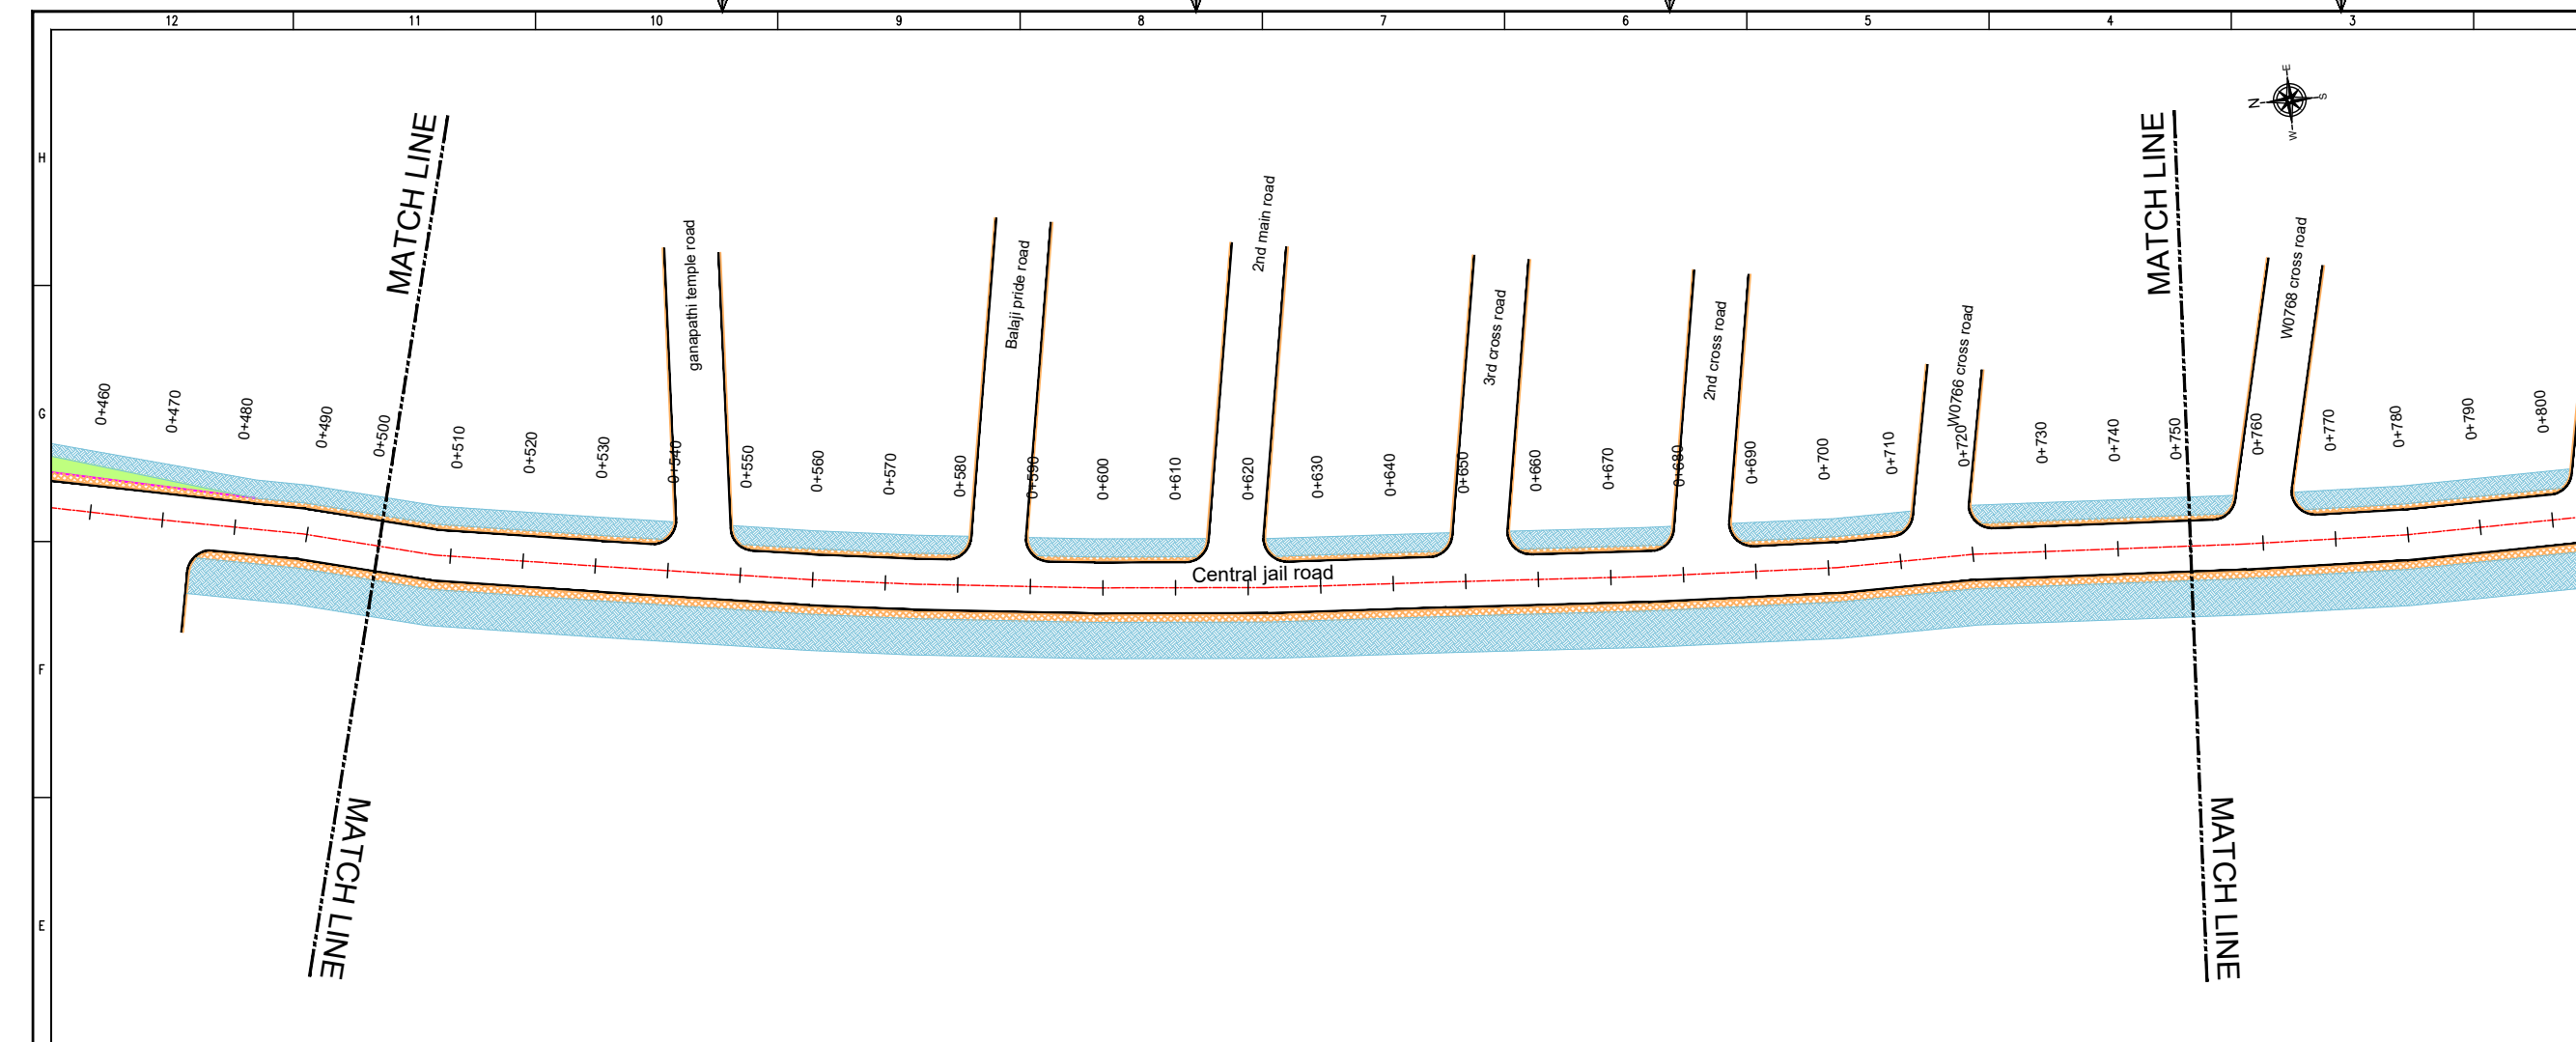 12
11
10
9
8
7
6
5
4
3
H
G
F
E
MATCH LINE
MATCH LINE
E
N
S
W
ganapathi temple road
Balaji pride road
2nd main road
3rd cross road
2nd cross road
W0766 cross road
W0768 cross road
0+460
0+470
0+480
0+490
0+500
0+510
0+520
0+530
0+540
0+550
0+560
0+570
0+580
0+590
0+600
0+610
0+620
0+630
0+640
0+650
0+660
0+670
0+680
0+690
0+700
0+710
0+720
0+730
0+740
0+750
0+760
0+770
0+780
0+790
0+800
Central jail road
MATCH LINE
MATCH LINE